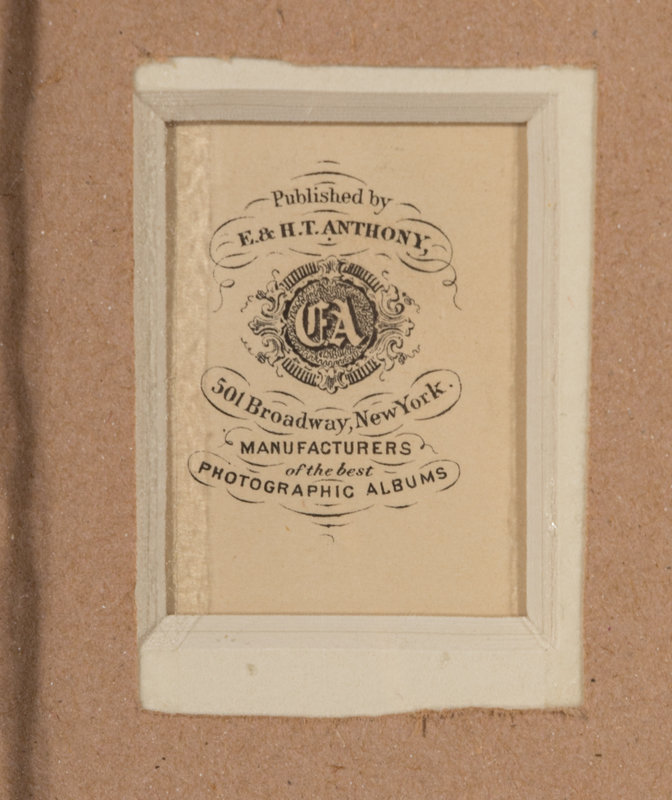 Published by
E. & H. T. ANTHONY,
EA
501 Broadway, New York.
MANUFACTURERS
of the best
PHOTOGRAPHIC ALBUMS